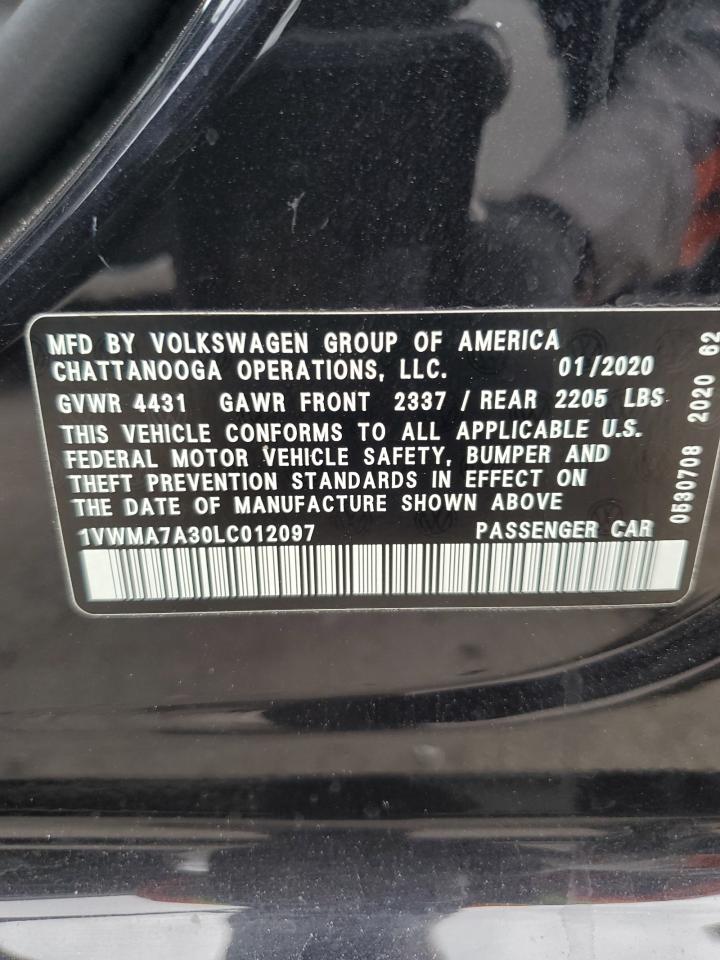 MFD BY VOLKSWAGEN GROUP OF AMERICA
CHATTANOOGA OPERATIONS, LLC. 01/2020
GVWR 4431 GAWR FRONT 2337 / REAR 2205 LBS
THIS VEHICLE CONFORMS TO ALL APPLICABLE U.S.
FEDERAL MOTOR VEHICLE SAFETY, BUMPER AND
THEFT PREVENTION STANDARDS IN EFFECT ON
THE DATE OF MANUFACTURE SHOWN ABOVE
1VWMA7A30LC012097 PASSENGER CAR
0530708 2020 62